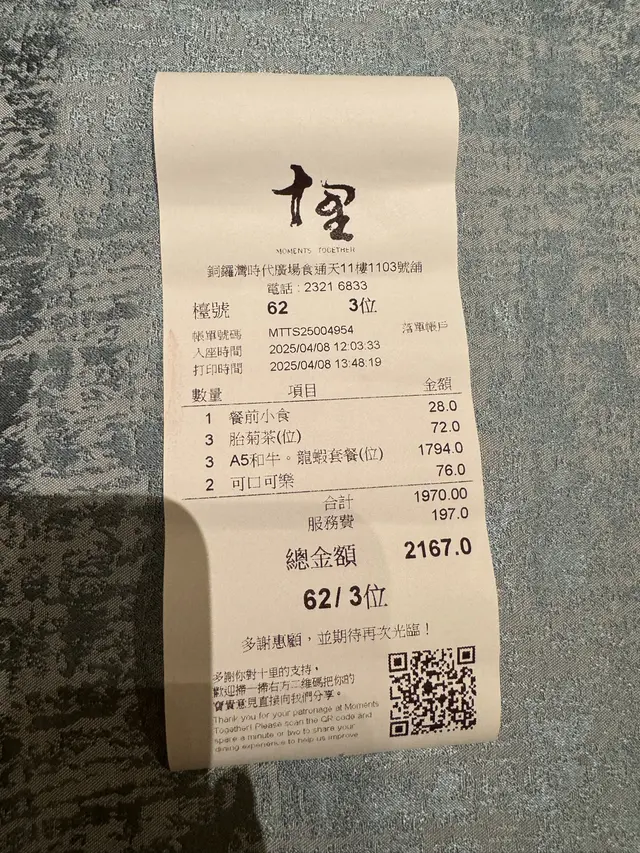 十里
MOMENTS TOGETHER
銅鑼灣時代廣場食通天11樓1103號舖
電話 : 2321 6833
檯號 62 3位
帳單號碼 MTTS25004954 落單帳戶
入座時間 2025/04/08 12:03:33
打印時間 2025/04/08 13:48:19
數量 項目 金額
1 餐前小食 28.0
3 胎菊茶(位) 72.0
3 A5和牛。龍蝦套餐(位) 1794.0
2 可口可樂 76.0
合計 1970.00
服務費 197.0
總金額 2167.0
62/ 3位
多謝惠顧，並期待再次光臨！
多謝你對十里的支持，
歡迎掃一掃右方二維碼把你的
寶貴意見直接向我們分享。
Thank you for your patronage at Moments
Together! Please scan the QR code and
spare a minute or two to share your
dining experience to help us improve